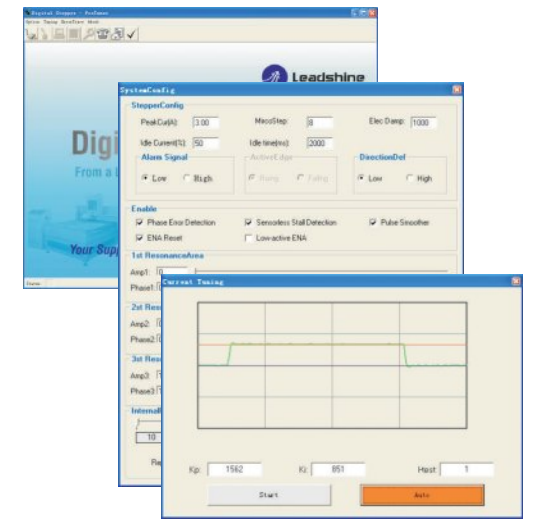 Digital Stepper - ProTuner
Option Tuning About
Leadshine
Digi
From a L
Your Supp
SystemConfig
StepperConfig
PeakCur(A): 3.00 MicroStep: 8 Elec Damp: 1000
Idle Current(%): 50 Idle time(ms): 2000
Alarm Signal ActiveEdge DirectionDef
Low High Rising Falling Low High
Enable
Phase Error Detection Sensorless Stall Detection Pulse Smoother
ENA Reset Low-active ENA
1st ResonanceArea
Amp1: 0
Phase1:
2st Reso
Amp2:
Phase2:
3st Reso
Amp3:
Phase3:
Internal
10
Current Tuning
Kp: 1562 Ki: 851 Hest: 1
Start Auto